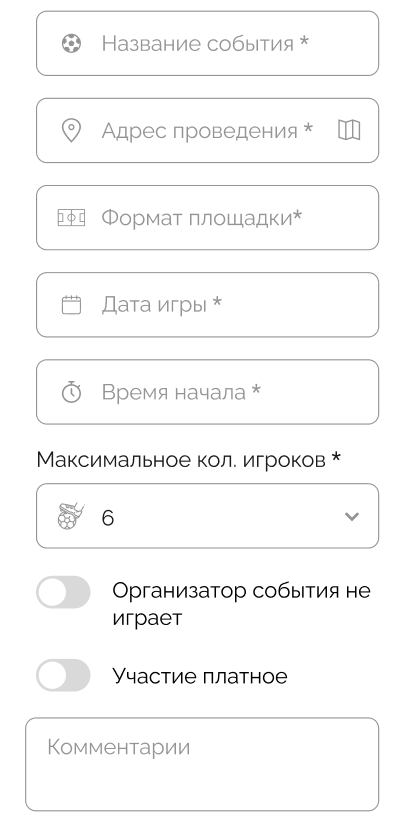 Название события *
Адрес проведения *
Формат площадки*
Дата игры *
Время начала *
Максимальное кол. игроков *
6
Организатор события не
играет
Участие платное
Комментарии